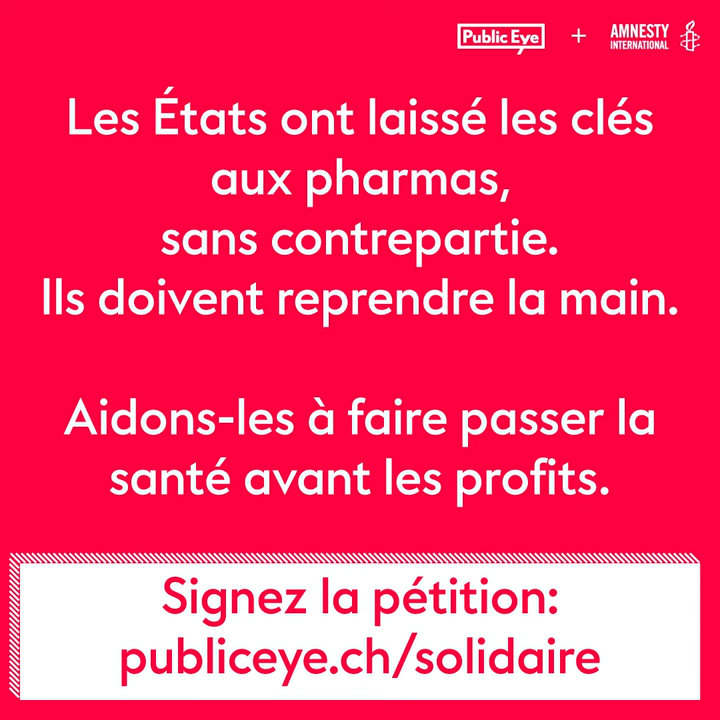 Public Eye + AMNESTY INTERNATIONAL
Les États ont laissé les clés
aux pharmas,
sans contrepartie.
Ils doivent reprendre la main.
Aidons-les à faire passer la
santé avant les profits.
Signez la pétition:
publiceye.ch/solidaire